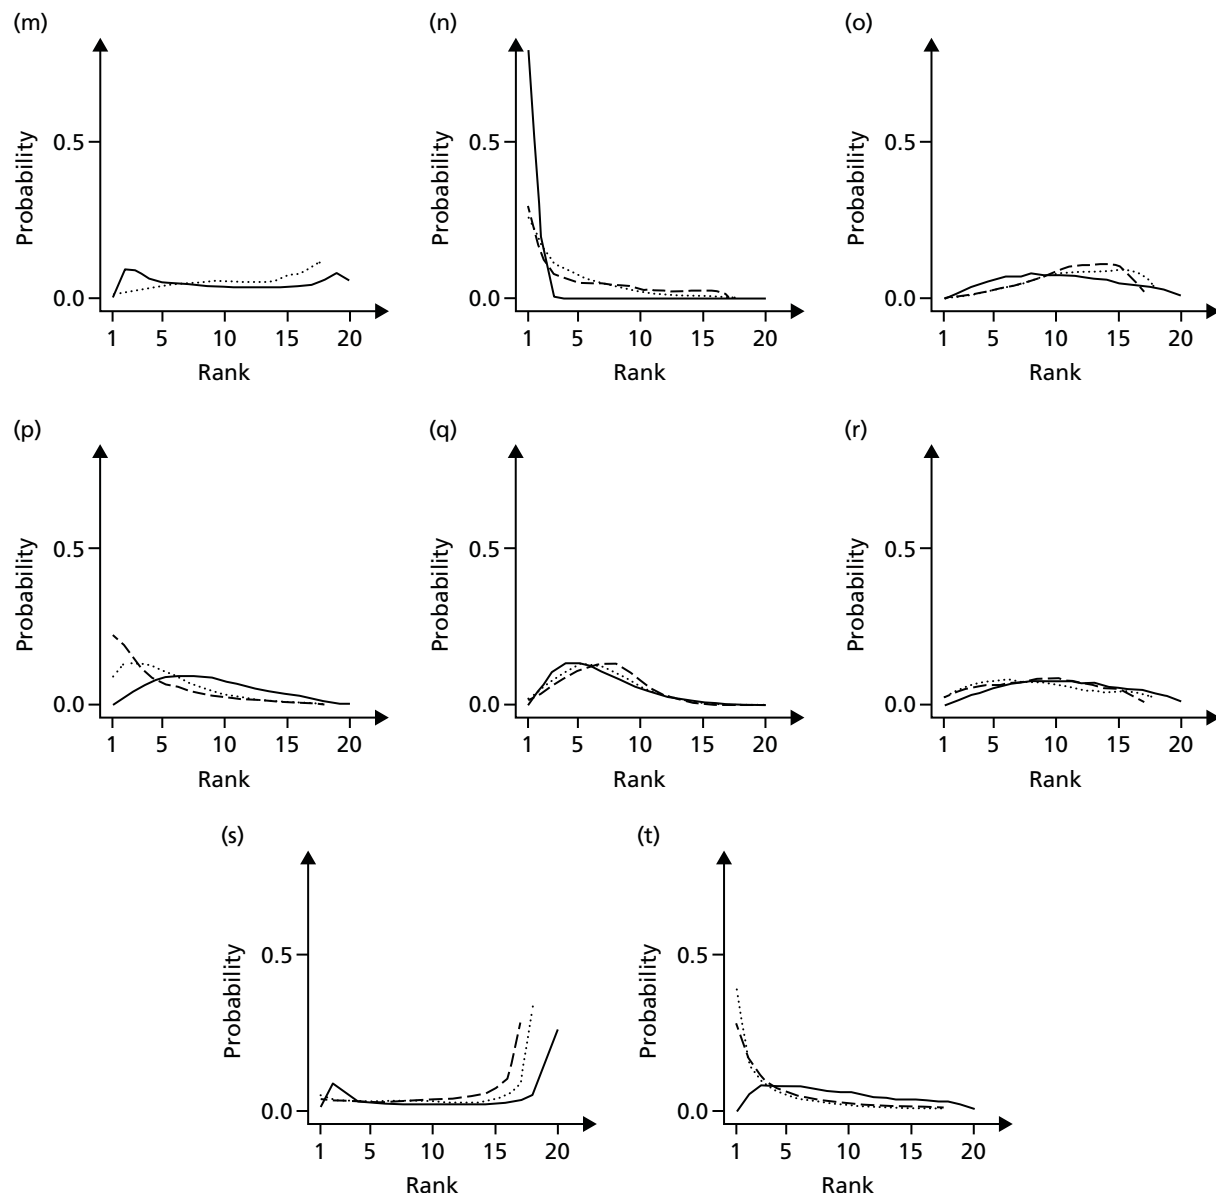 (m) (n) (o)
Probability Probability Probability
0.5 0.5 0.5
0.0 0.0 0.0
1 5 10 15 20 1 5 10 15 20 1 5 10 15 20
Rank Rank Rank
(p) (q) (r)
Probability Probability Probability
0.5 0.5 0.5
0.0 0.0 0.0
1 5 10 15 20 1 5 10 15 20 1 5 10 15 20
Rank Rank Rank
(s) (t)
Probability Probability
0.5 0.5
0.0 0.0
1 5 10 15 20 1 5 10 15 20
Rank Rank